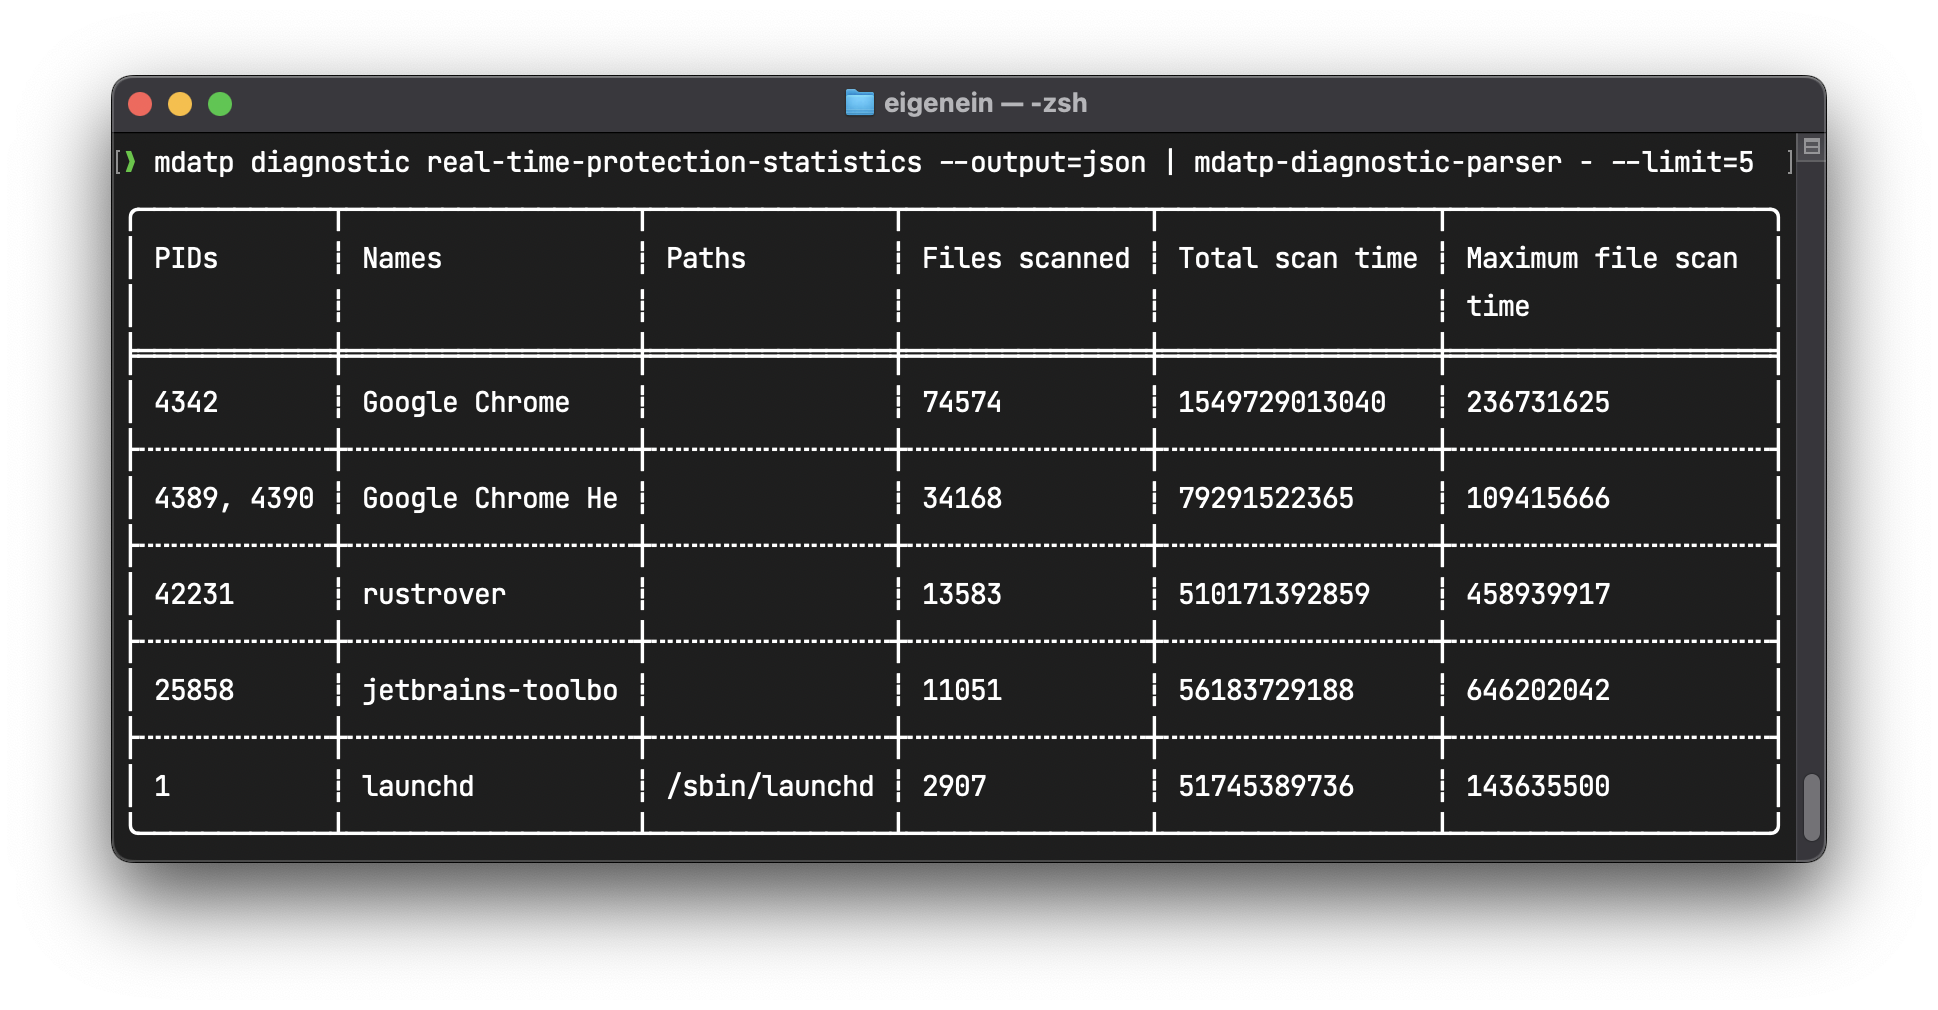 eigenein — -zsh
[❯ mdatp diagnostic real-time-protection-statistics --output=json | mdatp-diagnostic-parser - --limit=5 ]
PIDs Names Paths Files scanned Total scan time Maximum file scan
time
4342 Google Chrome 74574 1549729013040 236731625
4389, 4390 Google Chrome He 34168 79291522365 109415666
42231 rustrover 13583 510171392859 458939917
25858 jetbrains-toolbo 11051 56183729188 646202042
1 launchd /sbin/launchd 2907 51745389736 143635500